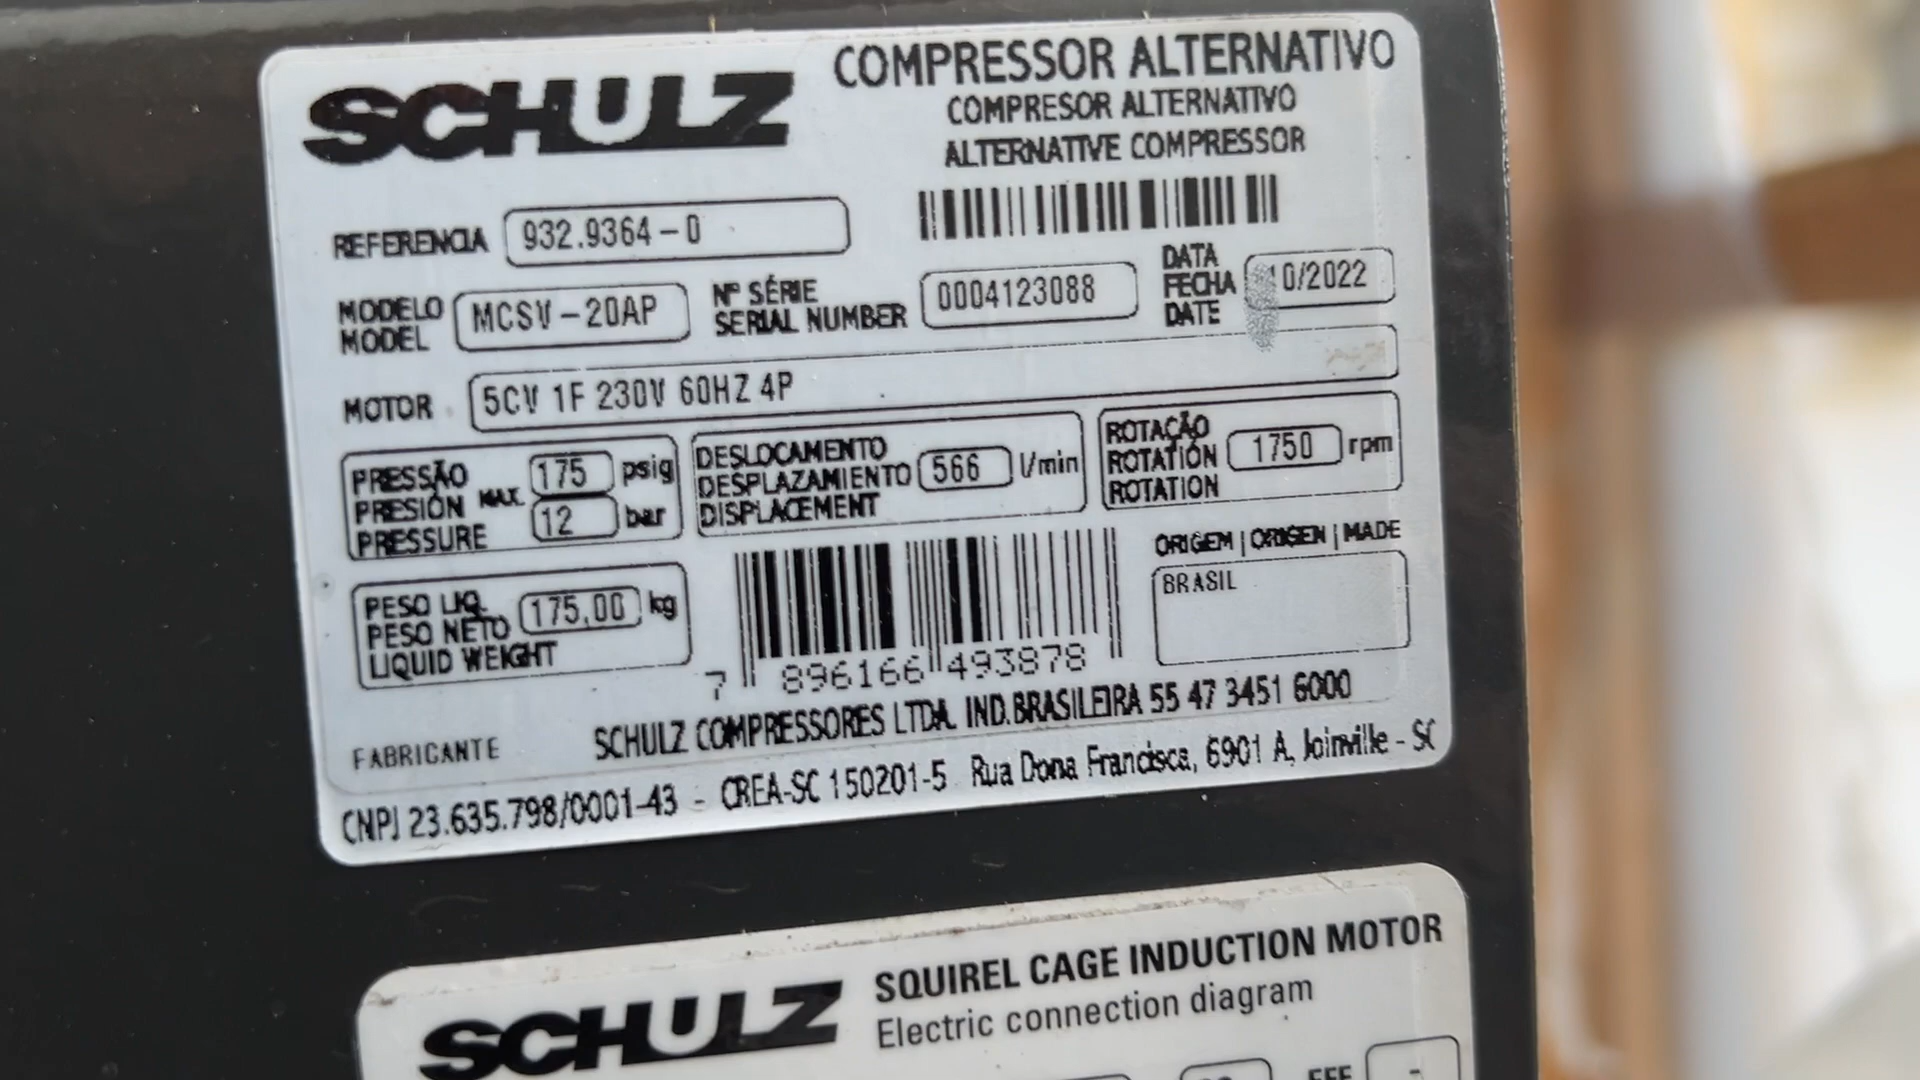 SCHULZ
COMPRESSOR ALTERNATIVO
COMPRESOR ALTERNATIVO
ALTERNATIVE COMPRESSOR
REFERENCIA 932.9364-0
MODELO
MODEL
MCSV-20AP
Nº SÉRIE
SERIAL NUMBER
0004123088
DATA
FECHA
DATE
10/2022
MOTOR 5CV 1F 230V 60HZ 4P
PRESSÃO
PRESIÓN
PRESSURE
MAX.
175 psig
12 bar
DESLOCAMENTO
DESPLAZAMIENTO
DISPLACEMENT
566 l/min
ROTAÇÃO
ROTATIÓN
ROTATION
1750 rpm
PESO LIQ.
PESO NETO
LIQUID WEIGHT
175,00 kg
7 896166 493878
ORIGEM | ORIGEN | MADE
BRASIL
FABRICANTE
SCHULZ COMPRESSORES LTDA. IND.BRASILEIRA 55 47 3451 6000
CNPJ 23.635.798/0001-43 - CREA-SC 150201-5 Rua Dona Francisca, 6901 A, Joinville - SC
SCHULZ
SQUIREL CAGE INDUCTION MOTOR
Electric connection diagram
EFF -